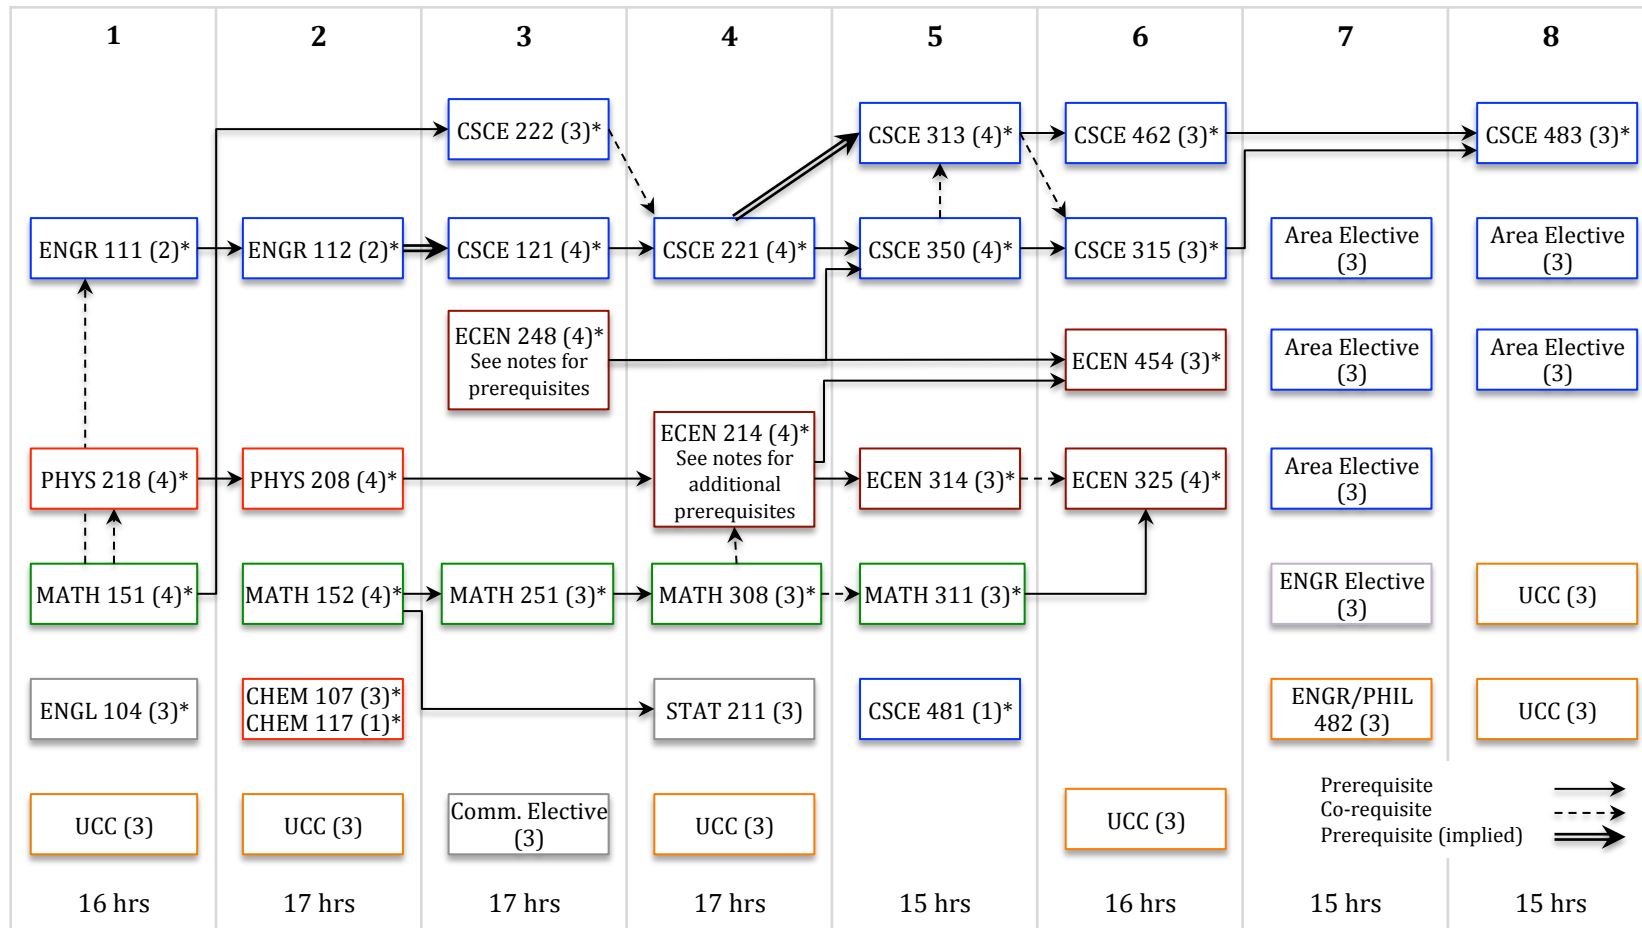 1
2
3
4
5
6
7
8
CSCE 222 (3)*
CSCE 313 (4)*
CSCE 462 (3)*
CSCE 483 (3)*
ENGR 111 (2)*
ENGR 112 (2)*
CSCE 121 (4)*
CSCE 221 (4)*
CSCE 350 (4)*
CSCE 315 (3)*
Area Elective
(3)
Area Elective
(3)
ECEN 248 (4)*
See notes for
prerequisites
ECEN 454 (3)*
Area Elective
(3)
Area Elective
(3)
PHYS 218 (4)*
PHYS 208 (4)*
ECEN 214 (4)*
See notes for
additional
prerequisites
ECEN 314 (3)*
ECEN 325 (4)*
Area Elective
(3)
MATH 151 (4)*
MATH 152 (4)*
MATH 251 (3)*
MATH 308 (3)*
MATH 311 (3)*
ENGR Elective
(3)
UCC (3)
ENGL 104 (3)*
CHEM 107 (3)*
CHEM 117 (1)*
STAT 211 (3)
CSCE 481 (1)*
ENGR/PHIL
482 (3)
UCC (3)
UCC (3)
UCC (3)
Comm. Elective
(3)
UCC (3)
UCC (3)
Prerequisite
Co-requisite
Prerequisite (implied)
16 hrs
17 hrs
17 hrs
17 hrs
15 hrs
16 hrs
15 hrs
15 hrs